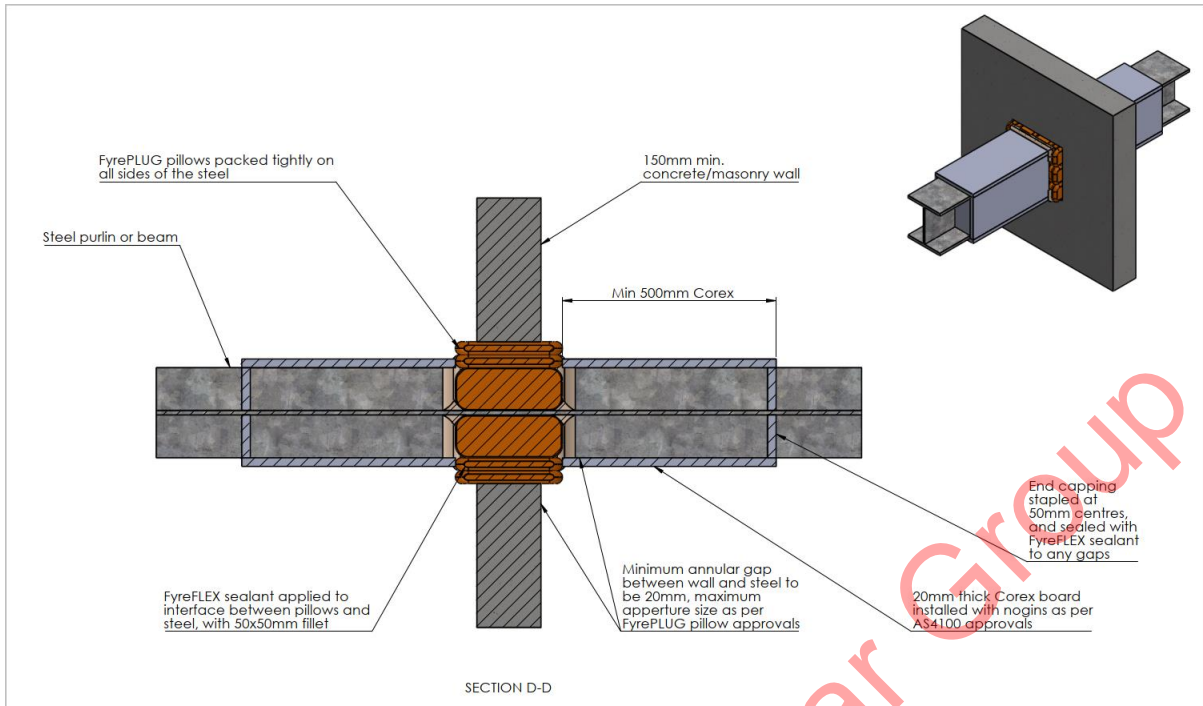 FyrePLUG pillows packed tightly on
all sides of the steel
150mm min.
concrete/masonry wall
Steel purlin or beam
Min 500mm Corex
End capping
stapled at
50mm centres,
and sealed with
FyreFLEX sealant
to any gaps
FyreFLEX sealant applied to
interface between pillows and
steel, with 50x50mm fillet
Minimum annular gap
between wall and steel to
be 20mm, maximum
apperture size as per
FyrePLUG pillow approvals
20mm thick Corex board
installed with nogins as per
AS4100 approvals
SECTION D-D
ar Group